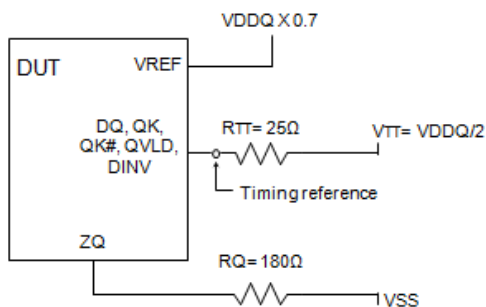 VDDQ X 0.7
DUT
VREF
DQ, QK,
QK#, QVLD,
DINV
RTT= 25Ω
VTT= VDDQ/2
Timing reference
ZQ
RQ= 180Ω
VSS